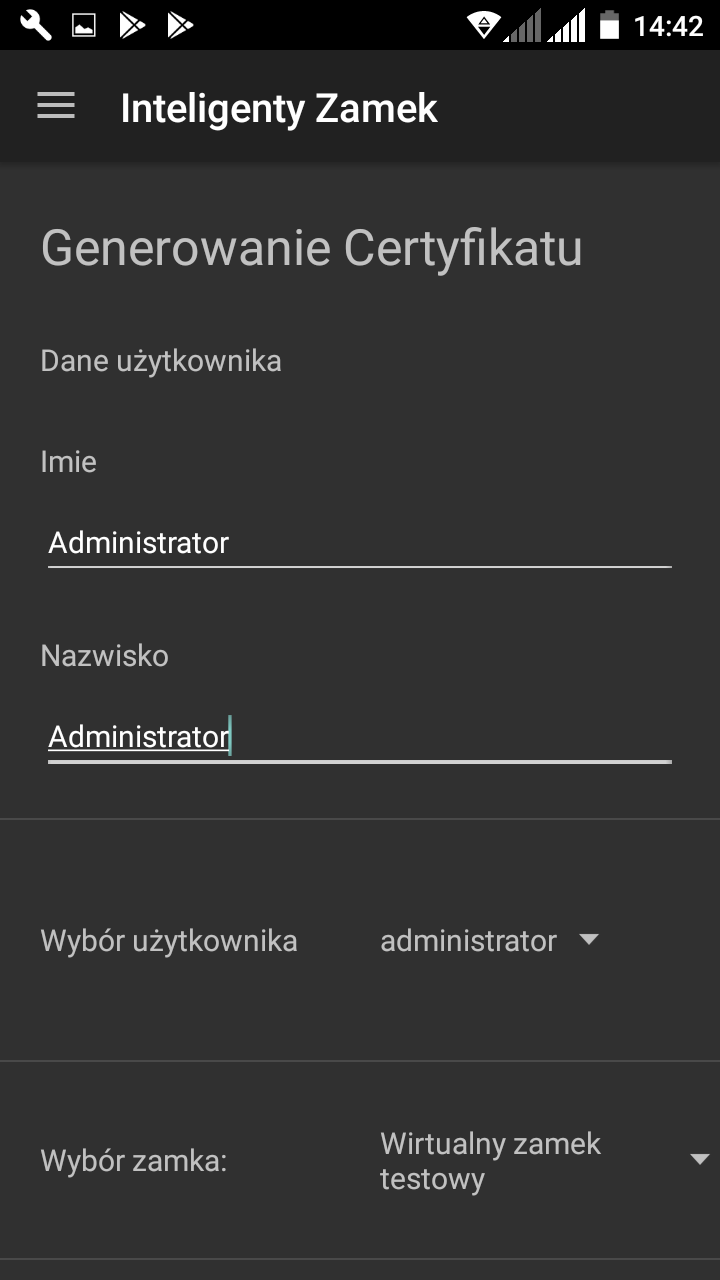 14:42
Inteligenty Zamek
Generowanie Certyfikatu
Dane użytkownika
Imie
Administrator
Nazwisko
Administrator
Wybór użytkownika administrator
Wybór zamka: Wirtualny zamek
testowy